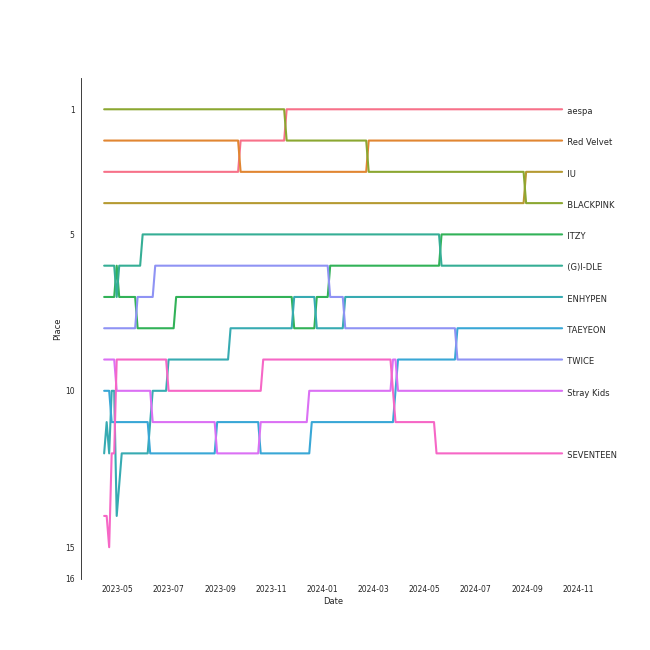 1
5
10
15
16
Place
aespa
Red Velvet
IU
BLACKPINK
ITZY
(G)I-DLE
ENHYPEN
TAEYEON
TWICE
Stray Kids
SEVENTEEN
2023-05 2023-07 2023-09 2023-11 2024-01 2024-03 2024-05 2024-07 2024-09 2024-11
Date